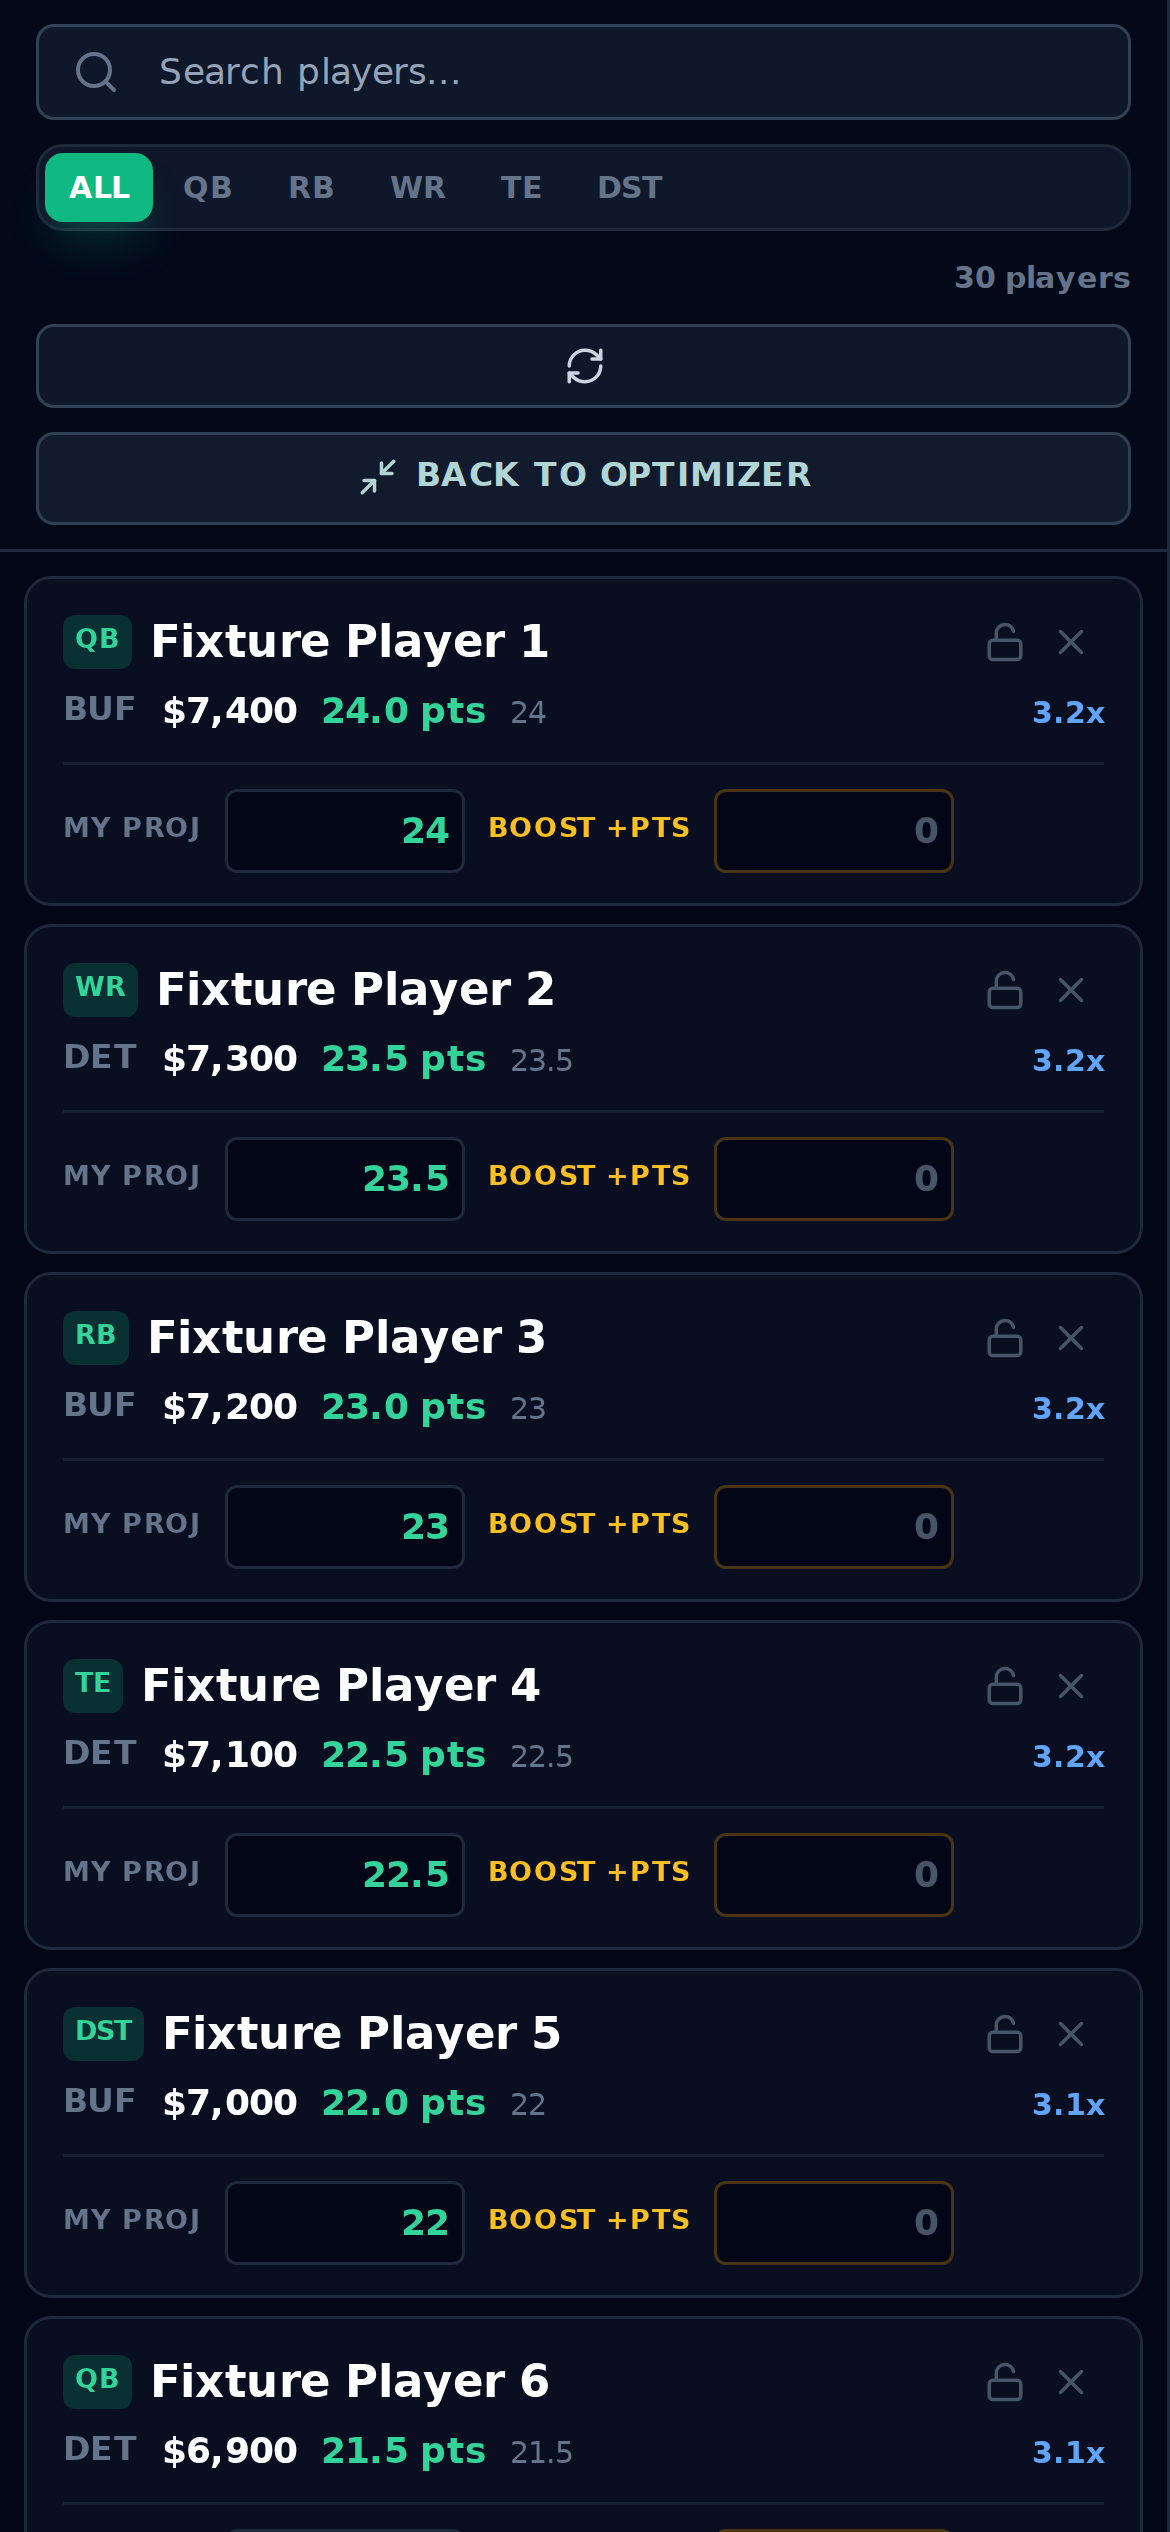 Search players...
ALL QB RB WR TE DST
30 players
BACK TO OPTIMIZER
QB Fixture Player 1
BUF $7,400 24.0 pts 24 3.2x
MY PROJ 24 BOOST +PTS 0
WR Fixture Player 2
DET $7,300 23.5 pts 23.5 3.2x
MY PROJ 23.5 BOOST +PTS 0
RB Fixture Player 3
BUF $7,200 23.0 pts 23 3.2x
MY PROJ 23 BOOST +PTS 0
TE Fixture Player 4
DET $7,100 22.5 pts 22.5 3.2x
MY PROJ 22.5 BOOST +PTS 0
DST Fixture Player 5
BUF $7,000 22.0 pts 22 3.1x
MY PROJ 22 BOOST +PTS 0
QB Fixture Player 6
DET $6,900 21.5 pts 21.5 3.1x